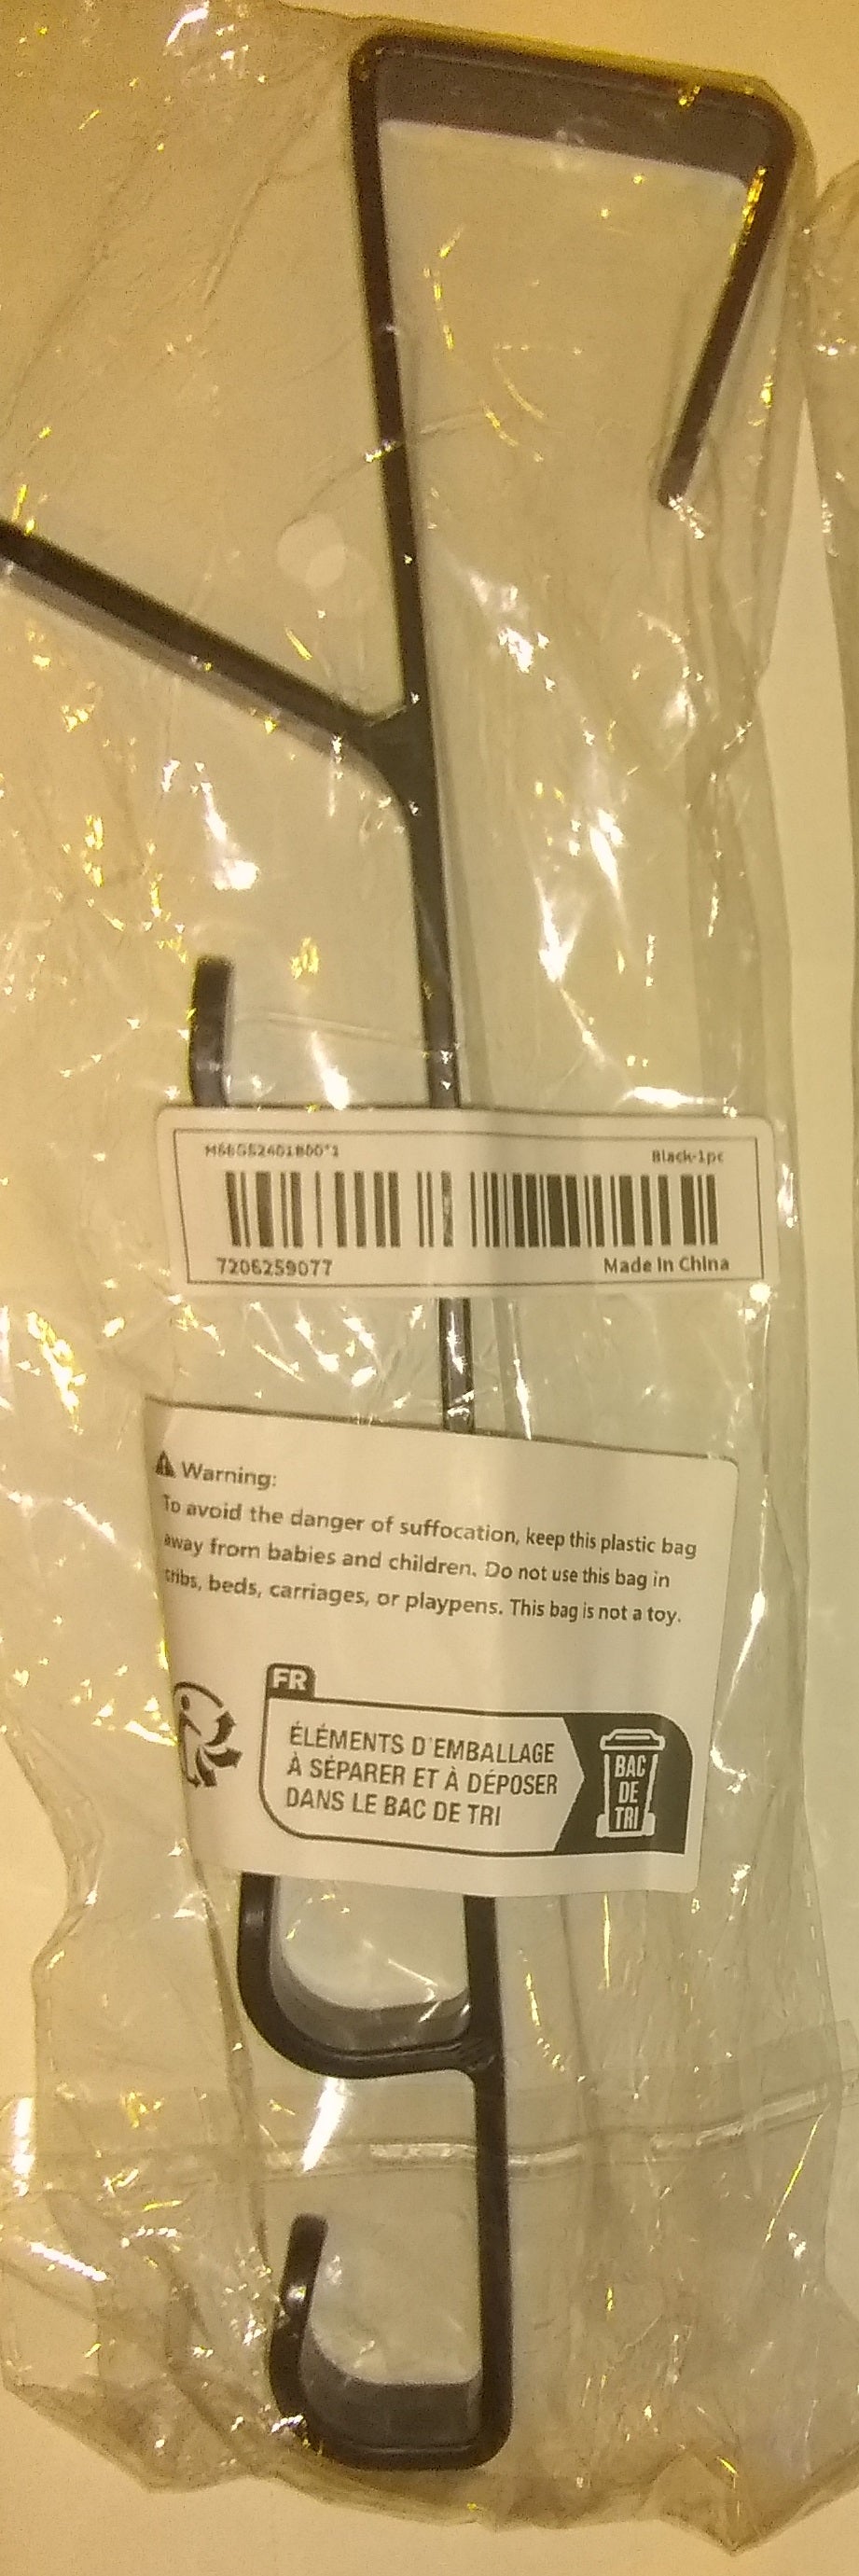 Black-1pc
7206259077
Made In China
Warning:
To avoid the danger of suffocation, keep this plastic bag
away from babies and children. Do not use this bag in
cribs, beds, carriages, or playpens. This bag is not a toy.
FR
ÉLÉMENTS D'EMBALLAGE
À SÉPARER ET À DÉPOSER
DANS LE BAC DE TRI
BAC
DE
TRI